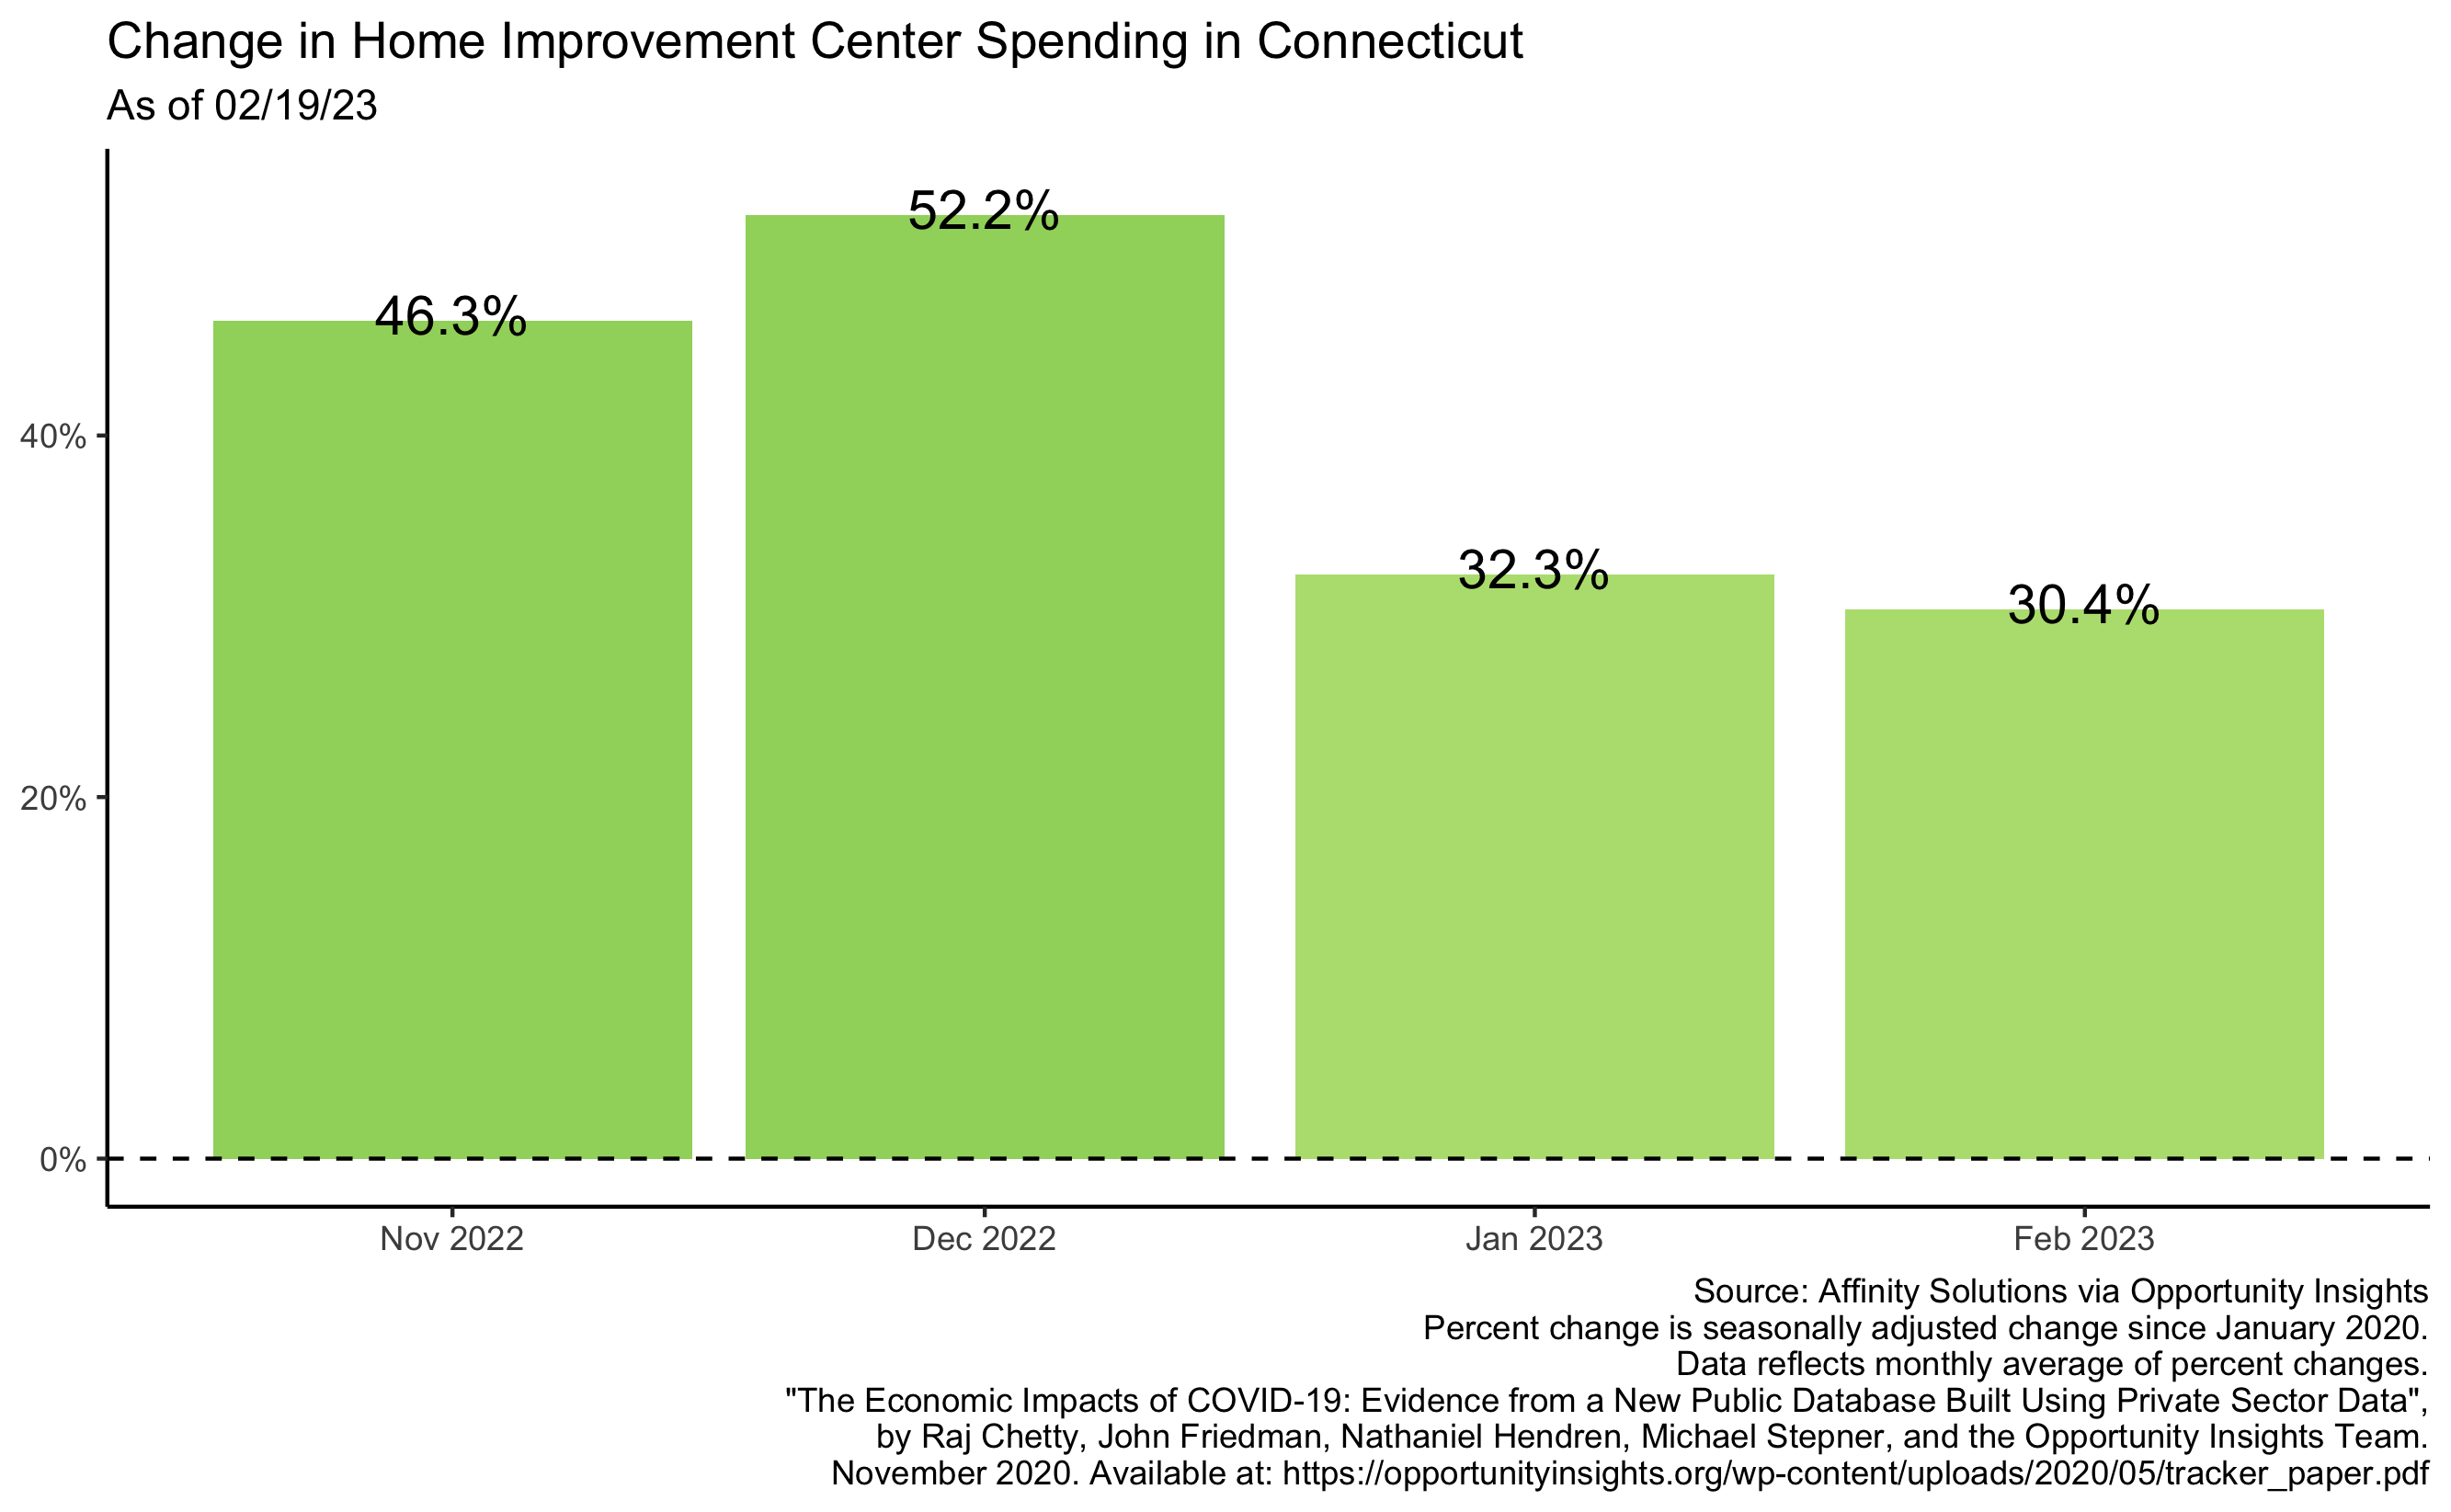 Change in Home Improvement Center Spending in Connecticut
As of 02/19/23
52.2%
46.3%
40%
32.3%
30.4%
20%
0%
Nov 2022
Dec 2022
Jan 2023
Feb 2023
Source: Affinity Solutions via Opportunity Insights
Percent change is seasonally adjusted change since January 2020.
Data reflects monthly average of percent changes.
"The Economic Impacts of COVID-19: Evidence from a New Public Database Built Using Private Sector Data",
by Raj Chetty, John Friedman, Nathaniel Hendren, Michael Stepner, and the Opportunity Insights Team.
November 2020. Available at: https://opportunityinsights.org/wp-content/uploads/2020/05/tracker_paper.pdf